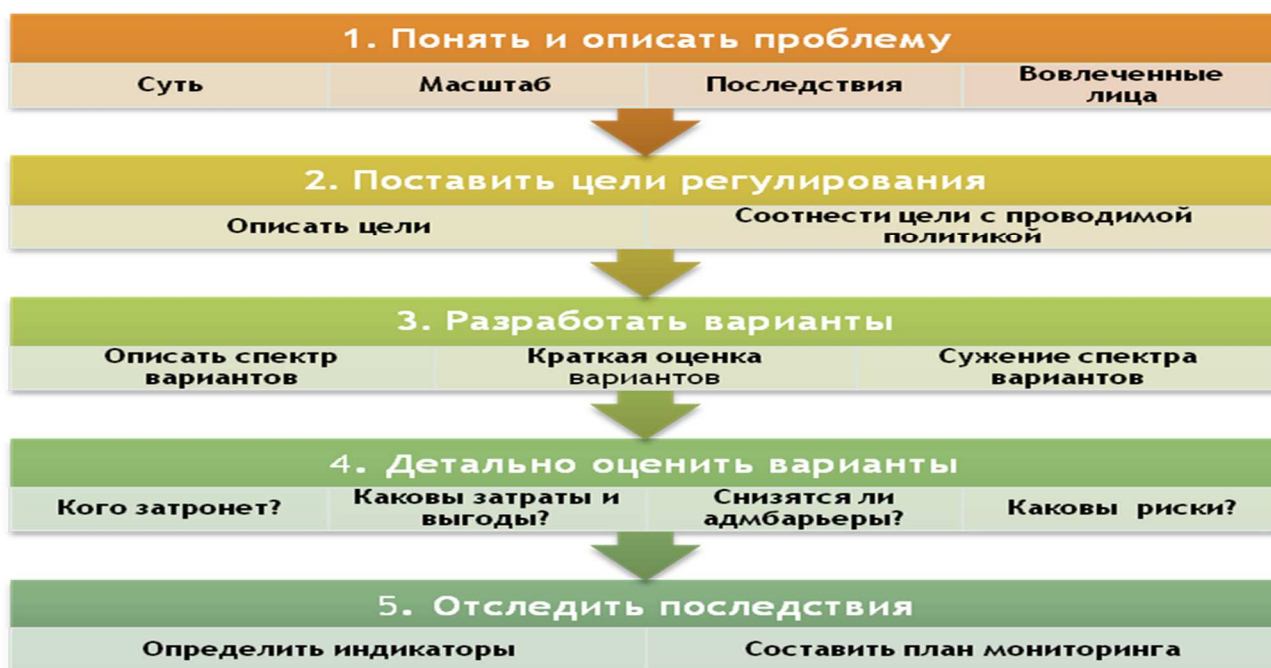 1. Понять и описать проблему
Суть
Масштаб
Последствия
Вовлеченные
лица
2. Поставить цели регулирования
Описать цели
Соотнести цели с проводимой
политикой
3. Разработать варианты
Описать спектр
вариантов
Краткая оценка
вариантов
Сужение спектра
вариантов
4. Детально оценить варианты
Кого затронет?
Каковы затраты и
выгоды?
Снизятся ли
адмбарьеры?
Каковы риски?
5. Отследить последствия
Определить индикаторы
Составить план мониторинга